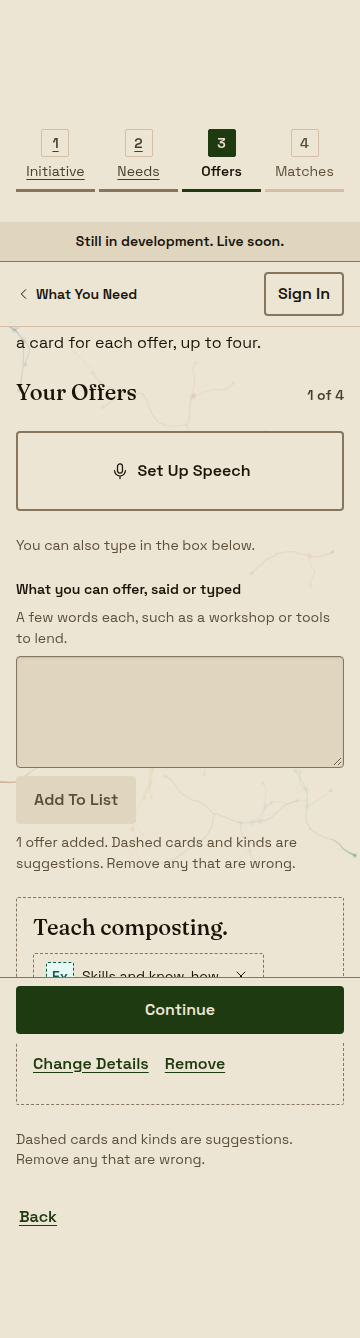 1
Initiative
2
Needs
3
Offers
4
Matches
Still in development. Live soon.
What You Need
Sign In
a card for each offer, up to four.
Your Offers
1 of 4
Set Up Speech
You can also type in the box below.
What you can offer, said or typed
A few words each, such as a workshop or tools
to lend.
Add To List
1 offer added. Dashed cards and kinds are
suggestions. Remove any that are wrong.
Teach composting.
Ex Skills and know-how
Continue
Change Details Remove
Dashed cards and kinds are suggestions.
Remove any that are wrong.
Back